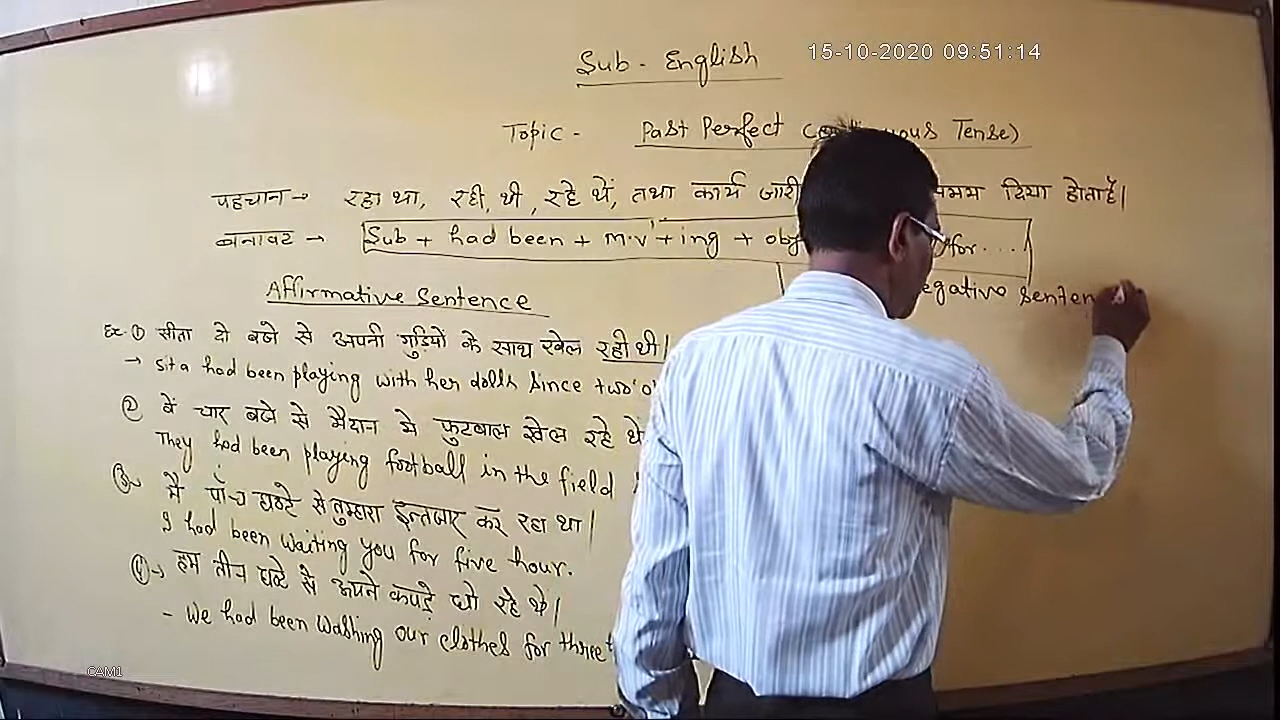 Sub - English
15-10-2020 09:51:14
Topic - Past Perfect Tense)
पहचान → रहा था, रही, थी, रहे थें, तथा कार्य जारी समय दिया होता हैं।
बनावट → Sub + had been + m.v' + ing + obj for....
Affirmative Sentence
egative Senten
Ex ① सीता दो बजे से अपनी गुड़ियों के साथ खेल रही थी।
→ Sita had been playing with her dolls Since two'o'
② वें चार बजे से मैदान मे फुटबाल खेल रहे थे
They had been playing football in the field
③ मै पाँच घण्टे से तुम्हारा इन्तजार कर रहा था।
I had been waiting you for five hour.
④ → हम तीन घण्टे से अपने कपड़े धो रहे थे।
- We had been washing our clothes for three
CAM1